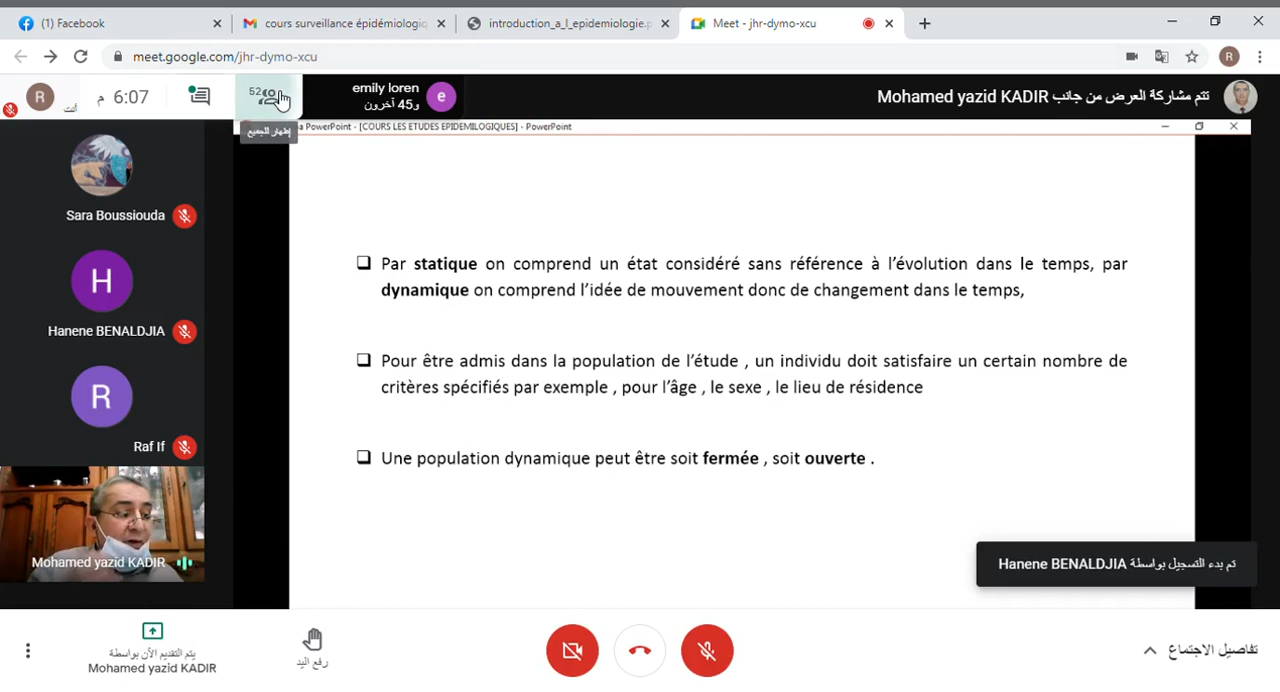 (1) Facebook
cours surveillance épidémiologiq
introduction_a_l_epidemiologie.p
Meet - jhr-dymo-xcu
meet.google.com/jhr-dymo-xcu
R
R
أنت
6:07 م
52
emily loren
و45 آخرون
e
تتم مشاركة العرض من جانب Mohamed yazid KADIR
إظهار للجميع
a PowerPoint - [COURS LES ETUDES EPIDEMILOGIQUES] - PowerPoint
Sara Boussiouda
H
Hanene BENALDJIA
R
Raf If
Mohamed yazid KADIR
❑ Par statique on comprend un état considéré sans référence à l’évolution dans le temps, par
dynamique on comprend l’idée de mouvement donc de changement dans le temps,
❑ Pour être admis dans la population de l’étude , un individu doit satisfaire un certain nombre de
critères spécifiés par exemple , pour l’âge , le sexe , le lieu de résidence
❑ Une population dynamique peut être soit fermée , soit ouverte .
تم بدء التسجيل بواسطة Hanene BENALDJIA
يتم التقديم الآن بواسطة
Mohamed yazid KADIR
رفع اليد
تفاصيل الاجتماع